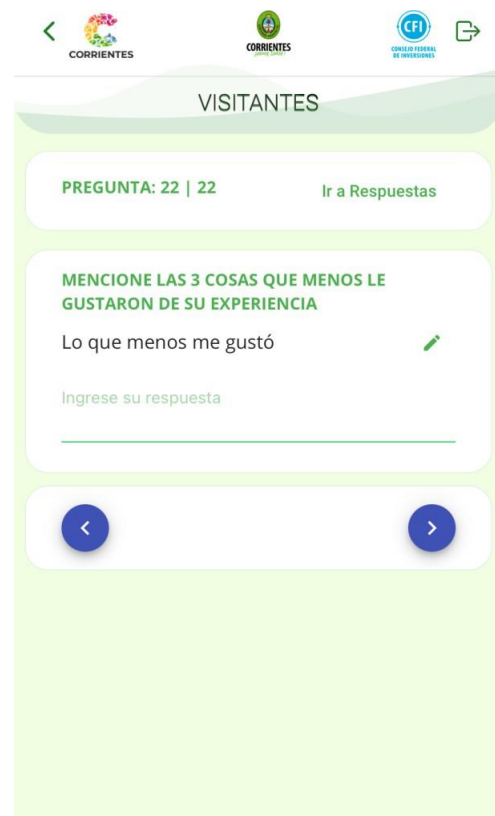 CORRIENTES
CORRIENTES
CFI
CONSEJO FEDERAL
DE INVERSIONES
VISITANTES
PREGUNTA: 22 | 22
Ir a Respuestas
MENCIONE LAS 3 COSAS QUE MENOS LE
GUSTARON DE SU EXPERIENCIA
Lo que menos me gustó
Ingrese su respuesta